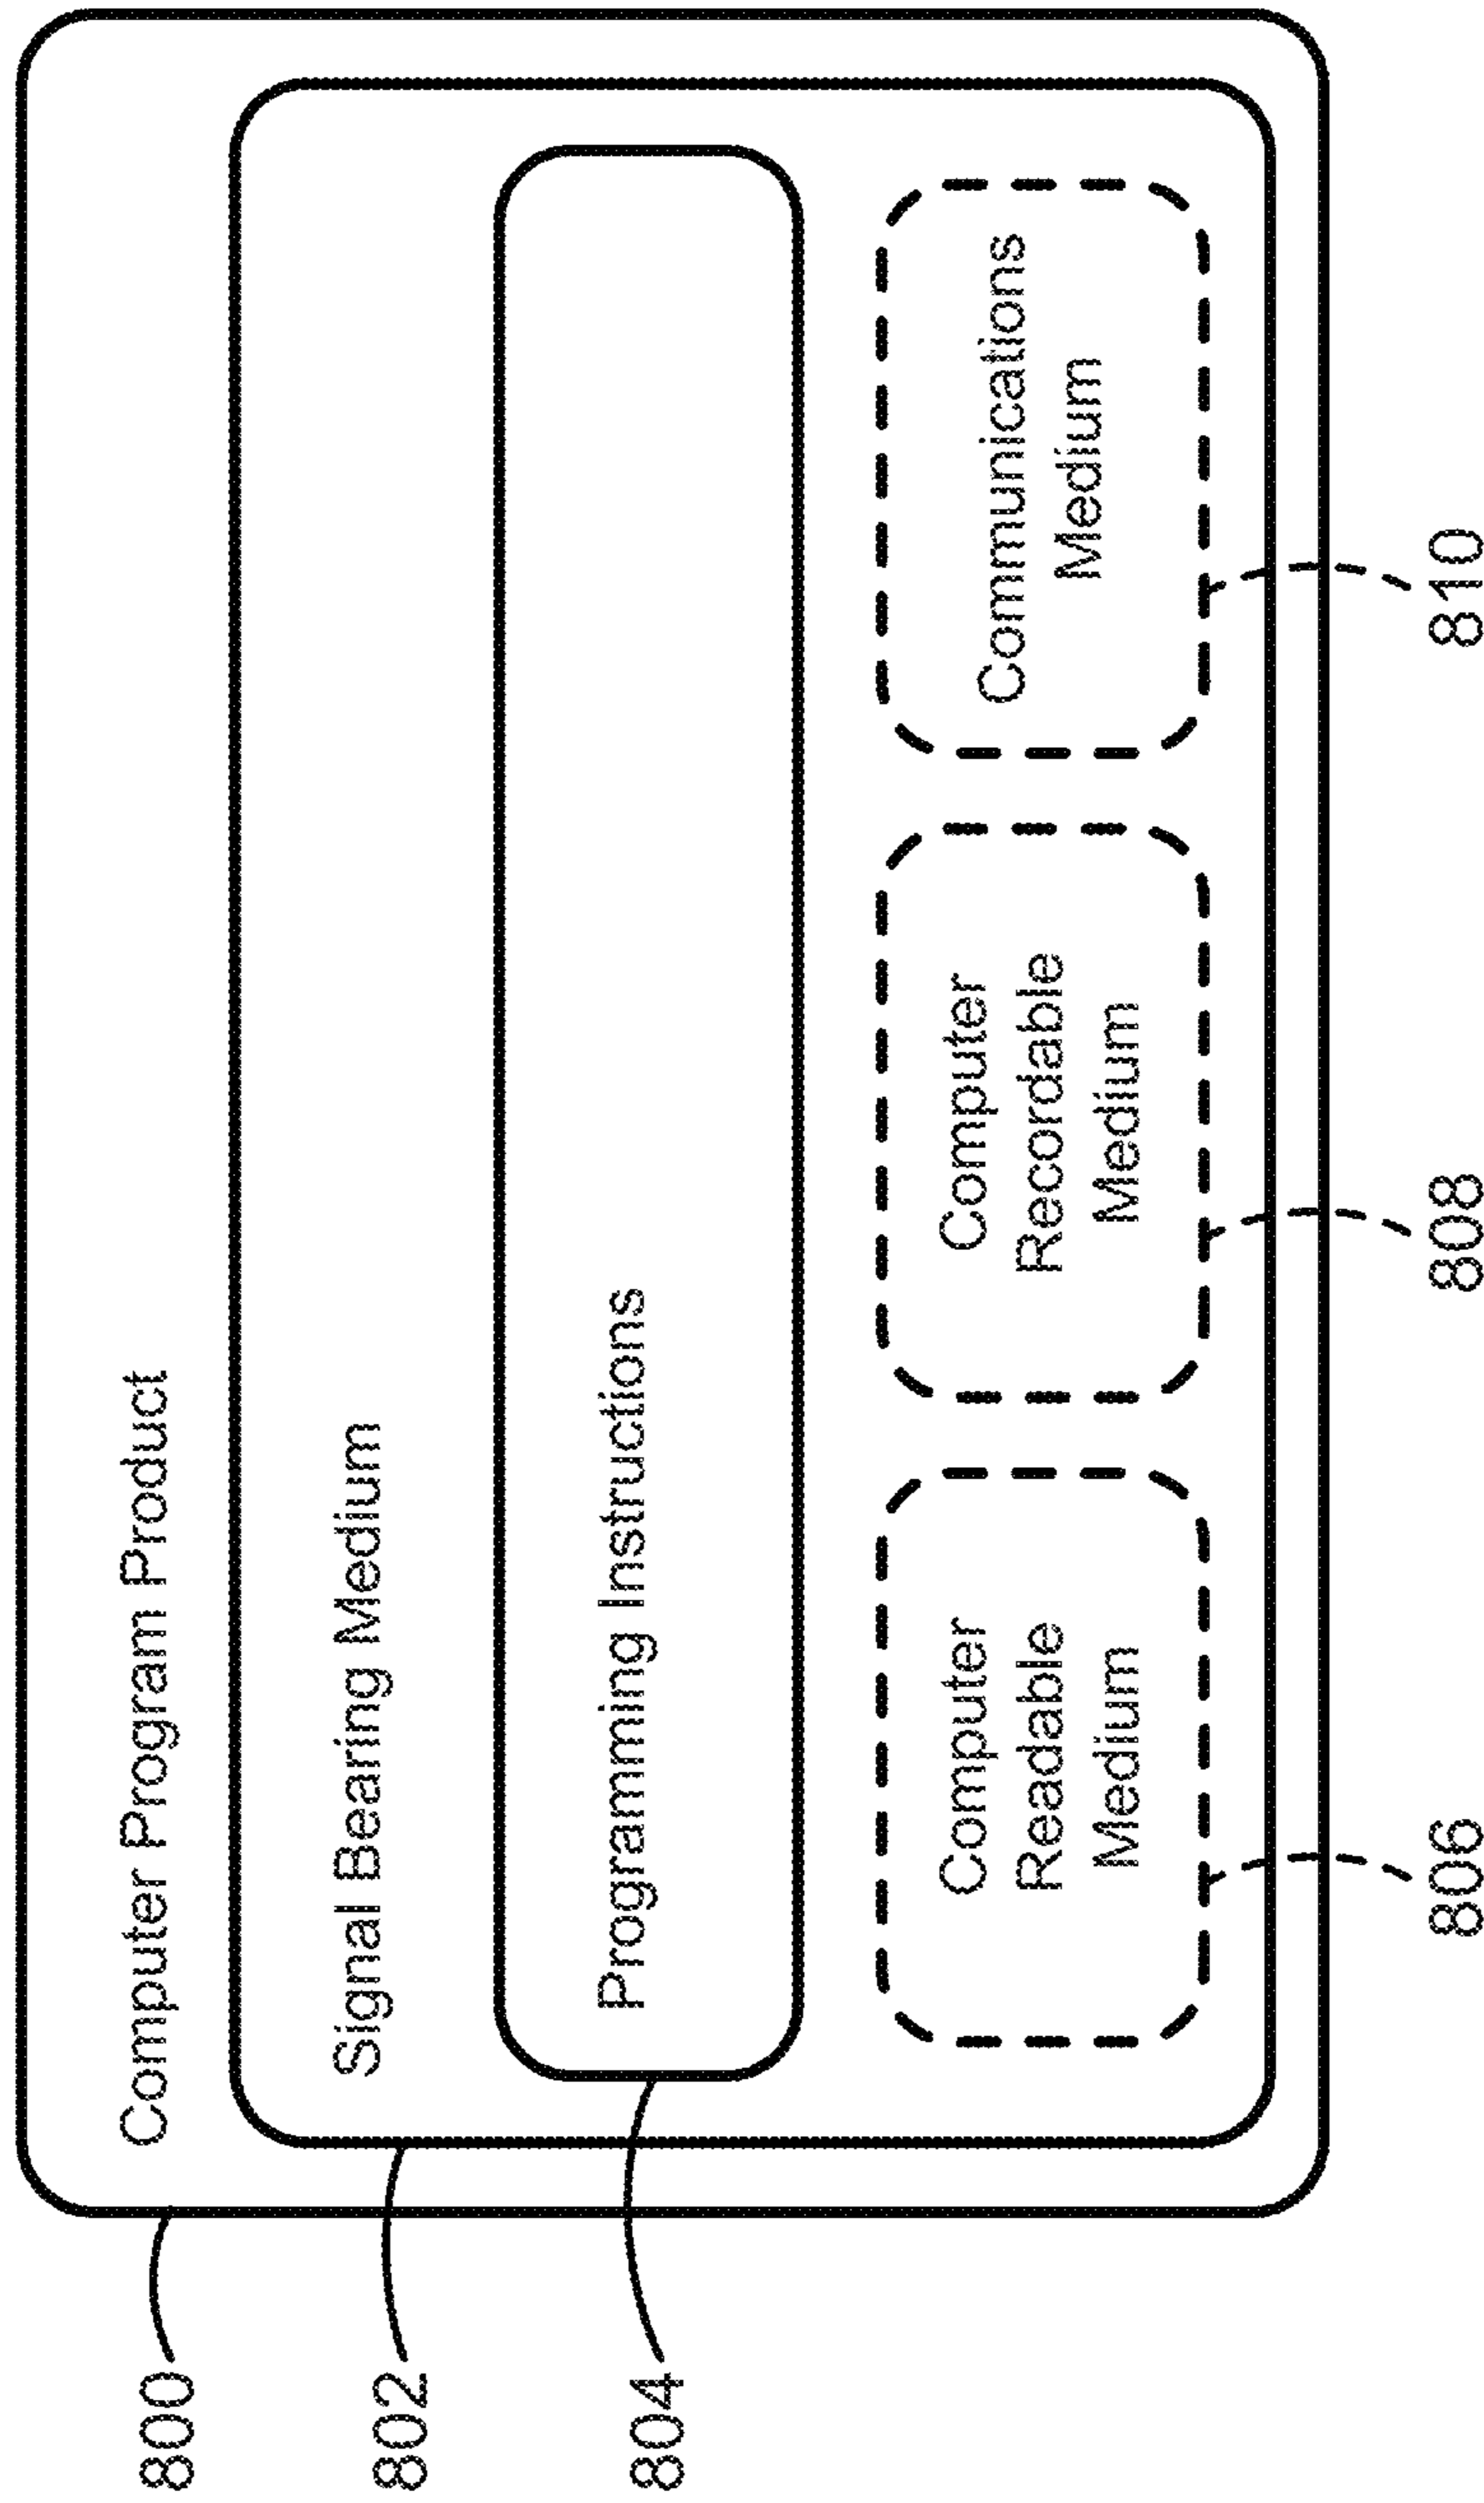 800
Computer Program Product
802
Signal Bearing Medium
804
Programming Instructions
Computer
Readable
Medium
Computer
Recordable
Medium
Communications
Medium
806
808
810